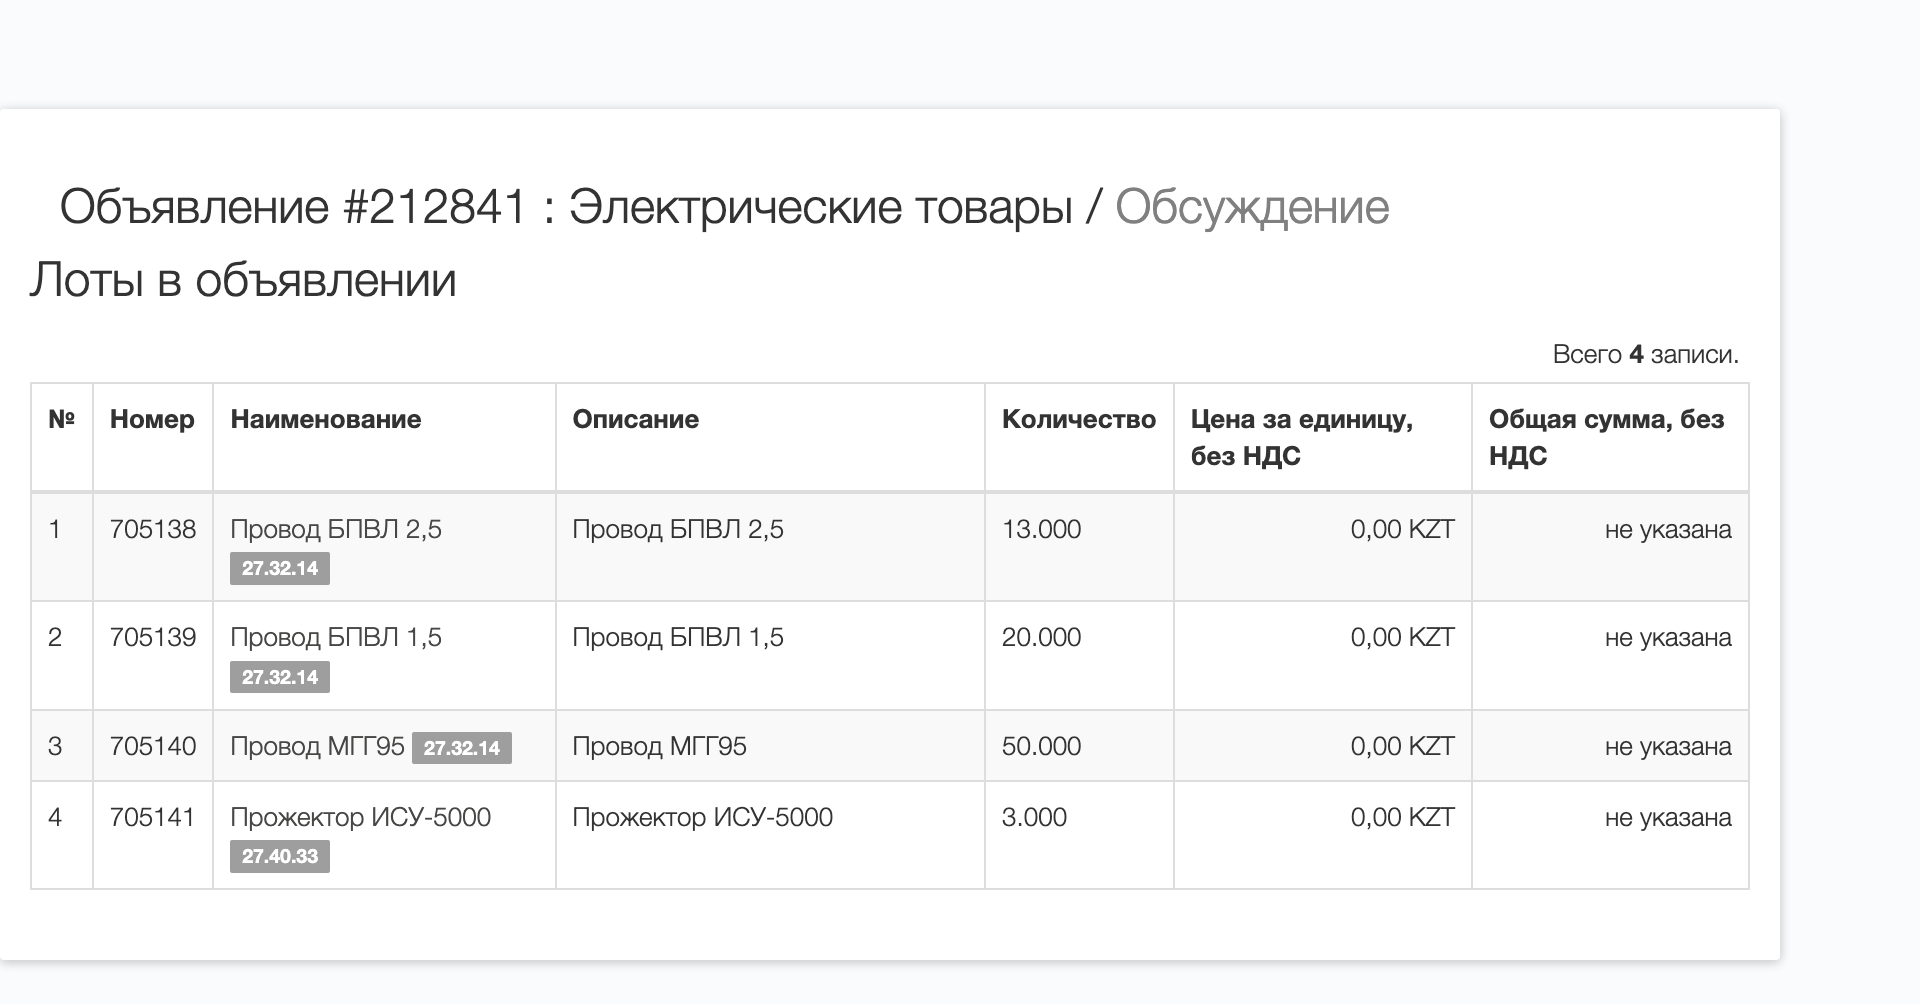 Объявление #212841 : Электрические товары / Обсуждение
Лоты в объявлении
Всего 4 записи.
№ Номер Наименование Описание Количество Цена за единицу, без НДС Общая сумма, без НДС
1 705138 Провод БПВЛ 2,5 27.32.14 Провод БПВЛ 2,5 13.000 0,00 KZT не указана
2 705139 Провод БПВЛ 1,5 27.32.14 Провод БПВЛ 1,5 20.000 0,00 KZT не указана
3 705140 Провод МГГ95 27.32.14 Провод МГГ95 50.000 0,00 KZT не указана
4 705141 Прожектор ИСУ-5000 27.40.33 Прожектор ИСУ-5000 3.000 0,00 KZT не указана